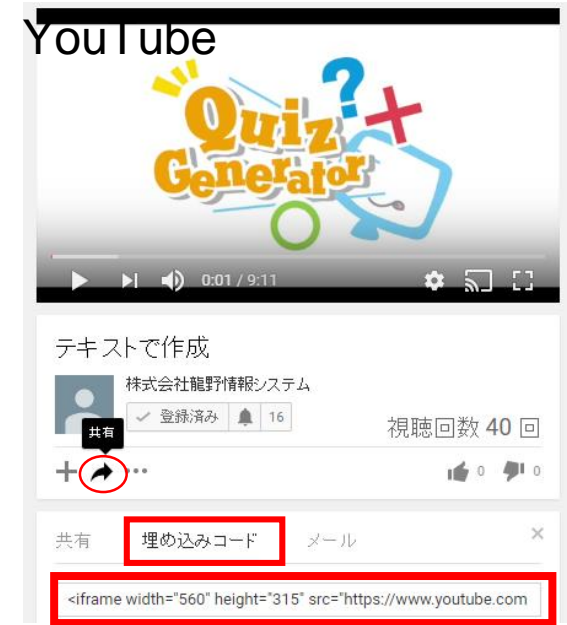 YouTube
Quiz
Generator
0:01 / 9:11
テキストで作成
株式会社龍野情報システム
登録済み 16
共有
視聴回数 40 回
0 0
共有 埋め込みコード メール ×
<iframe width="560" height="315" src="https://www.youtube.com